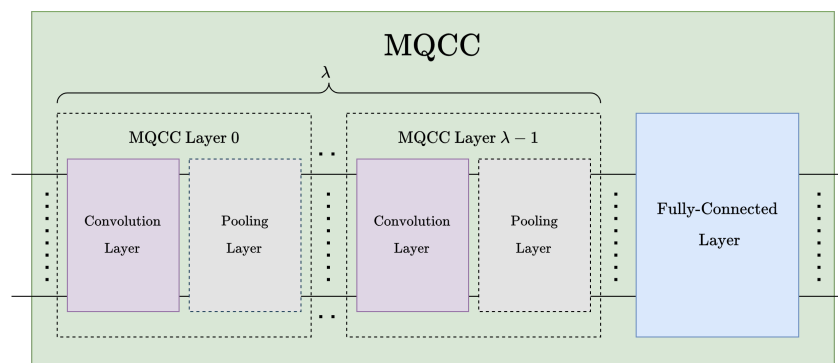 MQCC
λ
MQCC Layer 0
MQCC Layer λ − 1
Convolution
Layer
Pooling
Layer
Convolution
Layer
Pooling
Layer
Fully-Connected
Layer